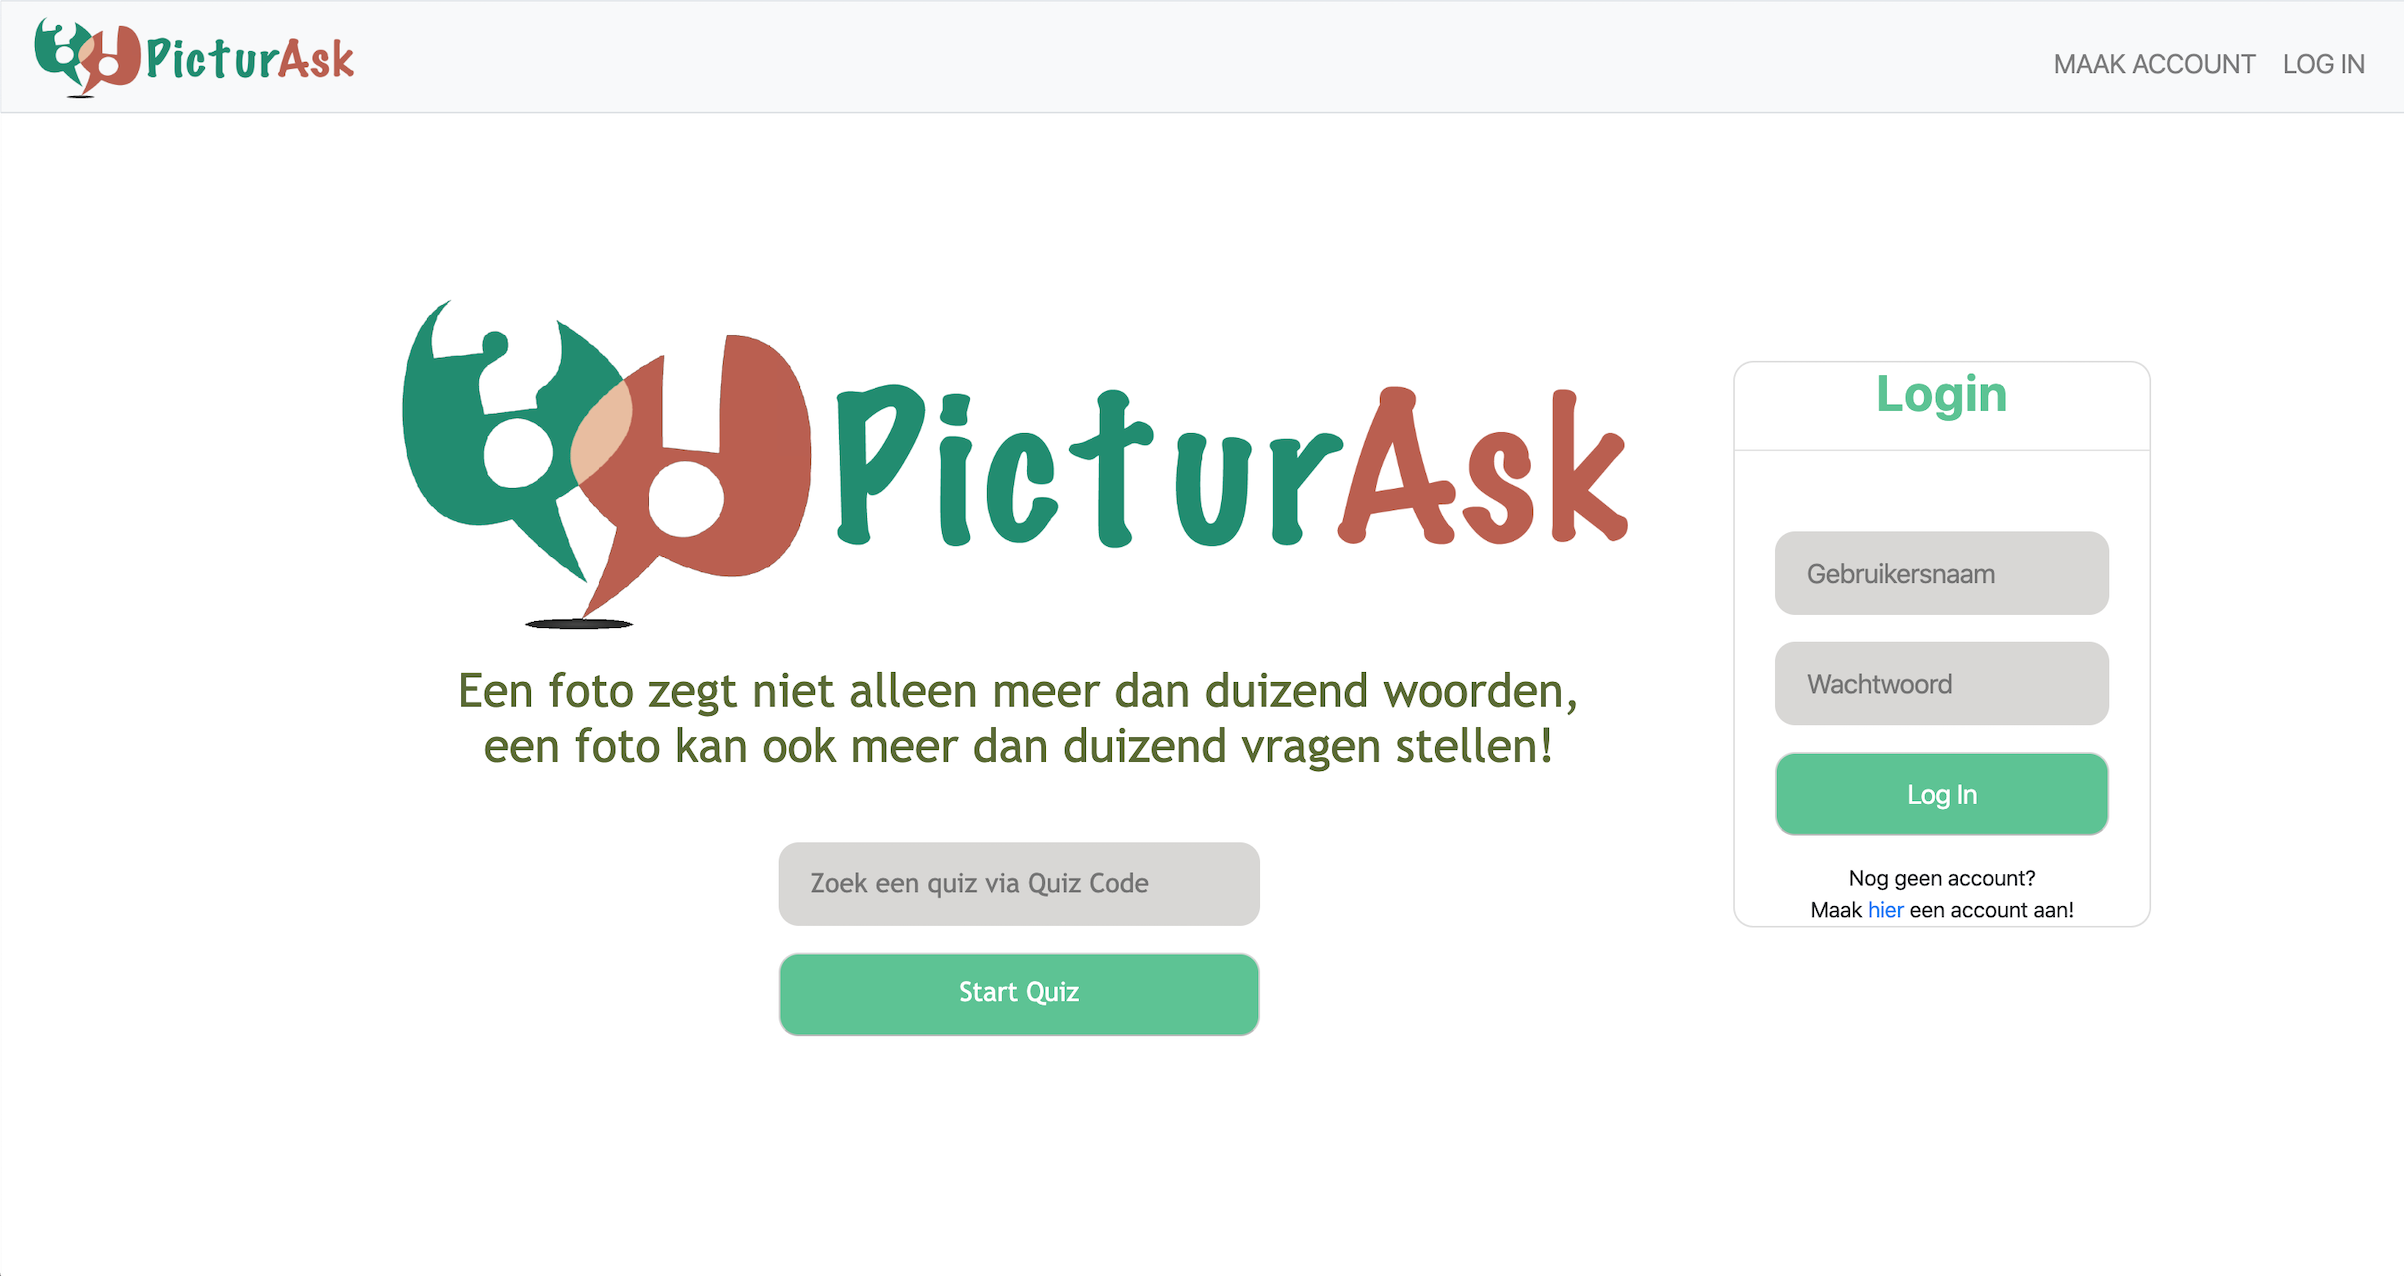 PicturAsk
MAAK ACCOUNT LOG IN
PicturAsk
Een foto zegt niet alleen meer dan duizend woorden,
een foto kan ook meer dan duizend vragen stellen!
Zoek een quiz via Quiz Code
Start Quiz
Login
Gebruikersnaam
Wachtwoord
Log In
Nog geen account?
Maak hier een account aan!